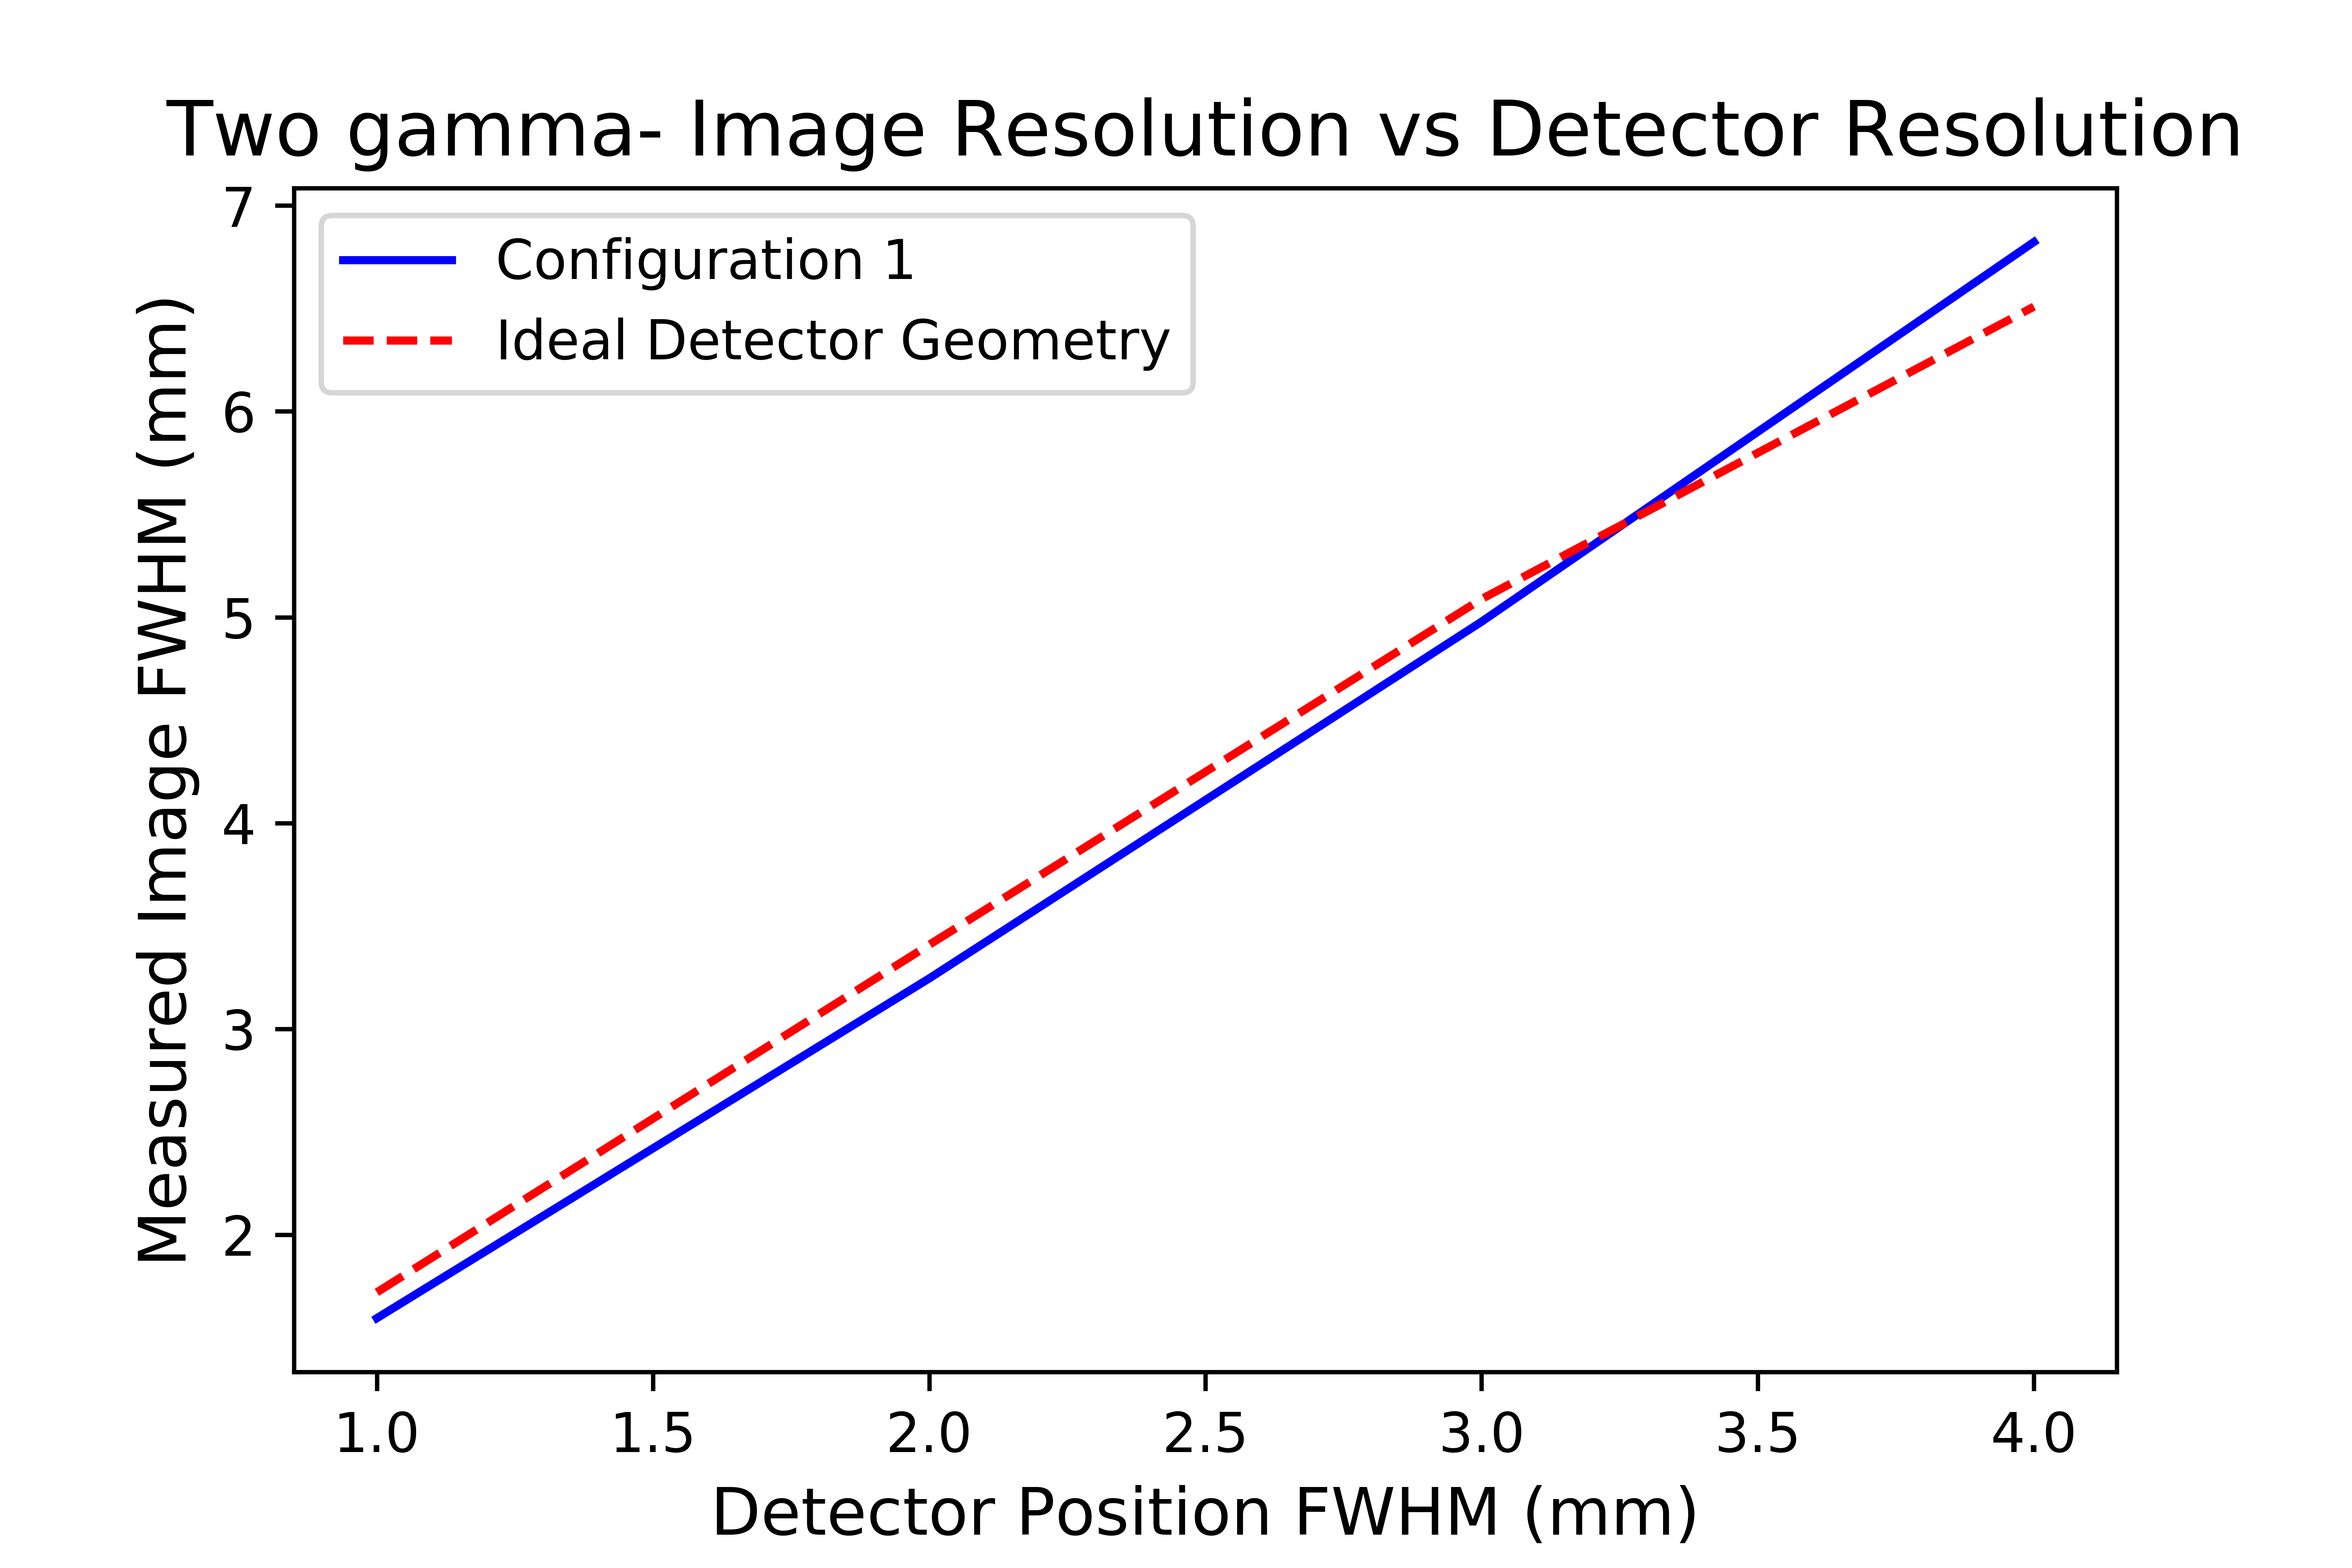 Two gamma- Image Resolution vs Detector Resolution
Configuration 1
Ideal Detector Geometry
Measured Image FWHM (mm)
7
6
5
4
3
2
1.0 1.5 2.0 2.5 3.0 3.5 4.0
Detector Position FWHM (mm)